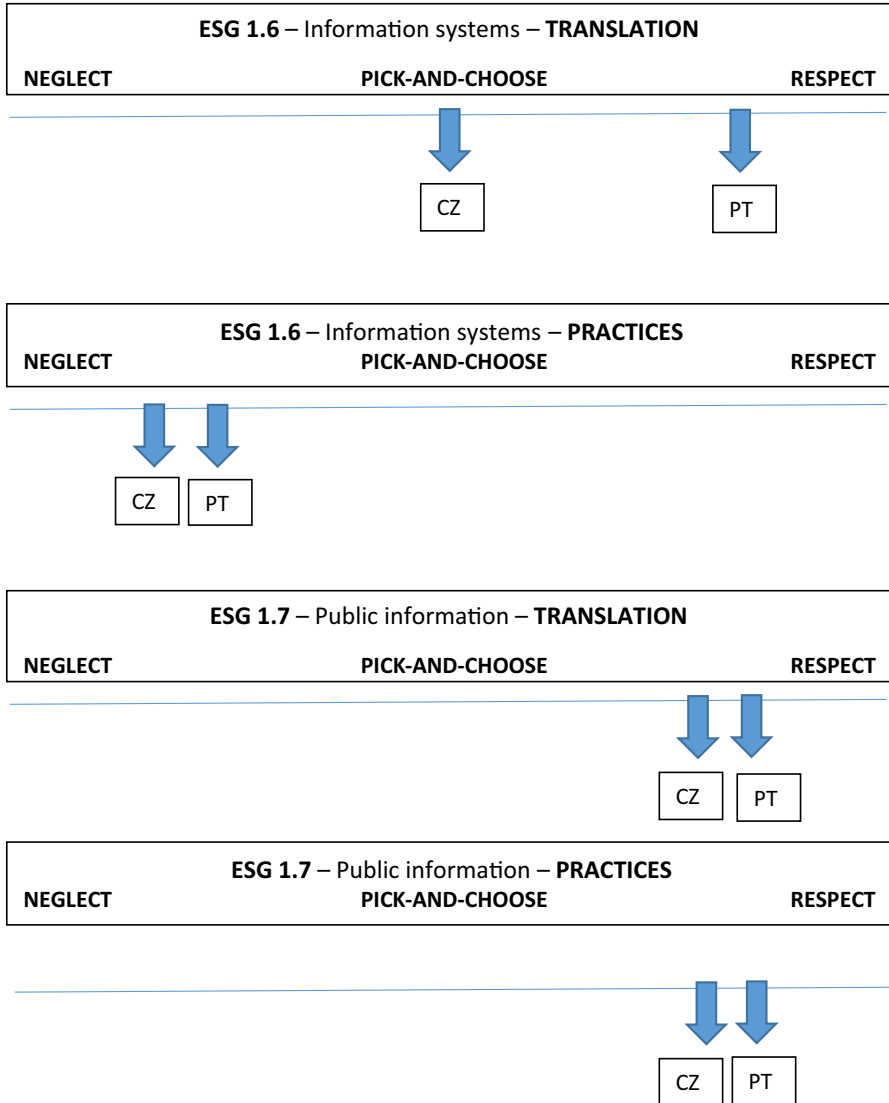 ESG 1.6 – Information systems – TRANSLATION
NEGLECT PICK-AND-CHOOSE RESPECT
CZ PT
ESG 1.6 – Information systems – PRACTICES
NEGLECT PICK-AND-CHOOSE RESPECT
CZ PT
ESG 1.7 – Public information – TRANSLATION
NEGLECT PICK-AND-CHOOSE RESPECT
CZ PT
ESG 1.7 – Public information – PRACTICES
NEGLECT PICK-AND-CHOOSE RESPECT
CZ PT